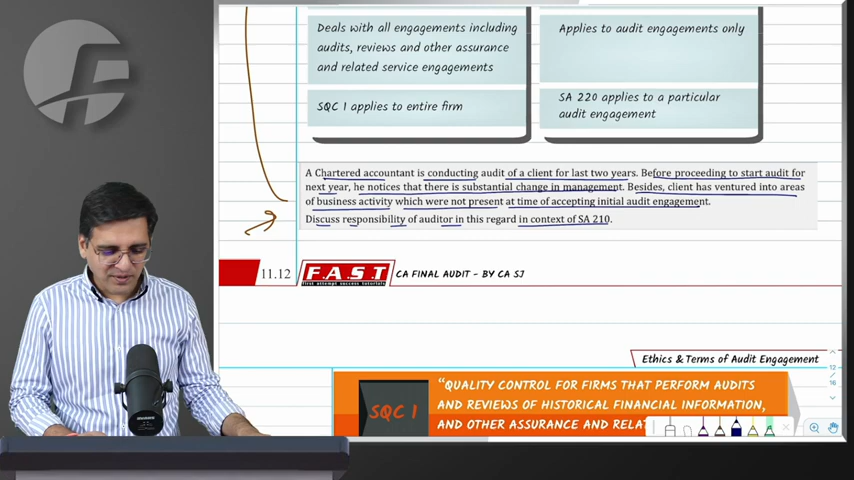 Deals with all engagements including
audits, reviews and other assurance
and related service engagements
Applies to audit engagements only
SQC 1 applies to entire firm
SA 220 applies to a particular
audit engagement
A Chartered accountant is conducting audit of a client for last two years. Before proceeding to start audit for
next year, he notices that there is substantial change in management. Besides, client has ventured into areas
of business activity which were not present at time of accepting initial audit engagement.
Discuss responsibility of auditor in this regard in context of SA 210.
11.12
F.A.S.T
first attempt success tutorials
CA FINAL AUDIT - BY CA SJ
Ethics & Terms of Audit Engagement
12
/
16
SQC 1
"QUALITY CONTROL FOR FIRMS THAT PERFORM AUDITS
AND REVIEWS OF HISTORICAL FINANCIAL INFORMATION,
AND OTHER ASSURANCE AND